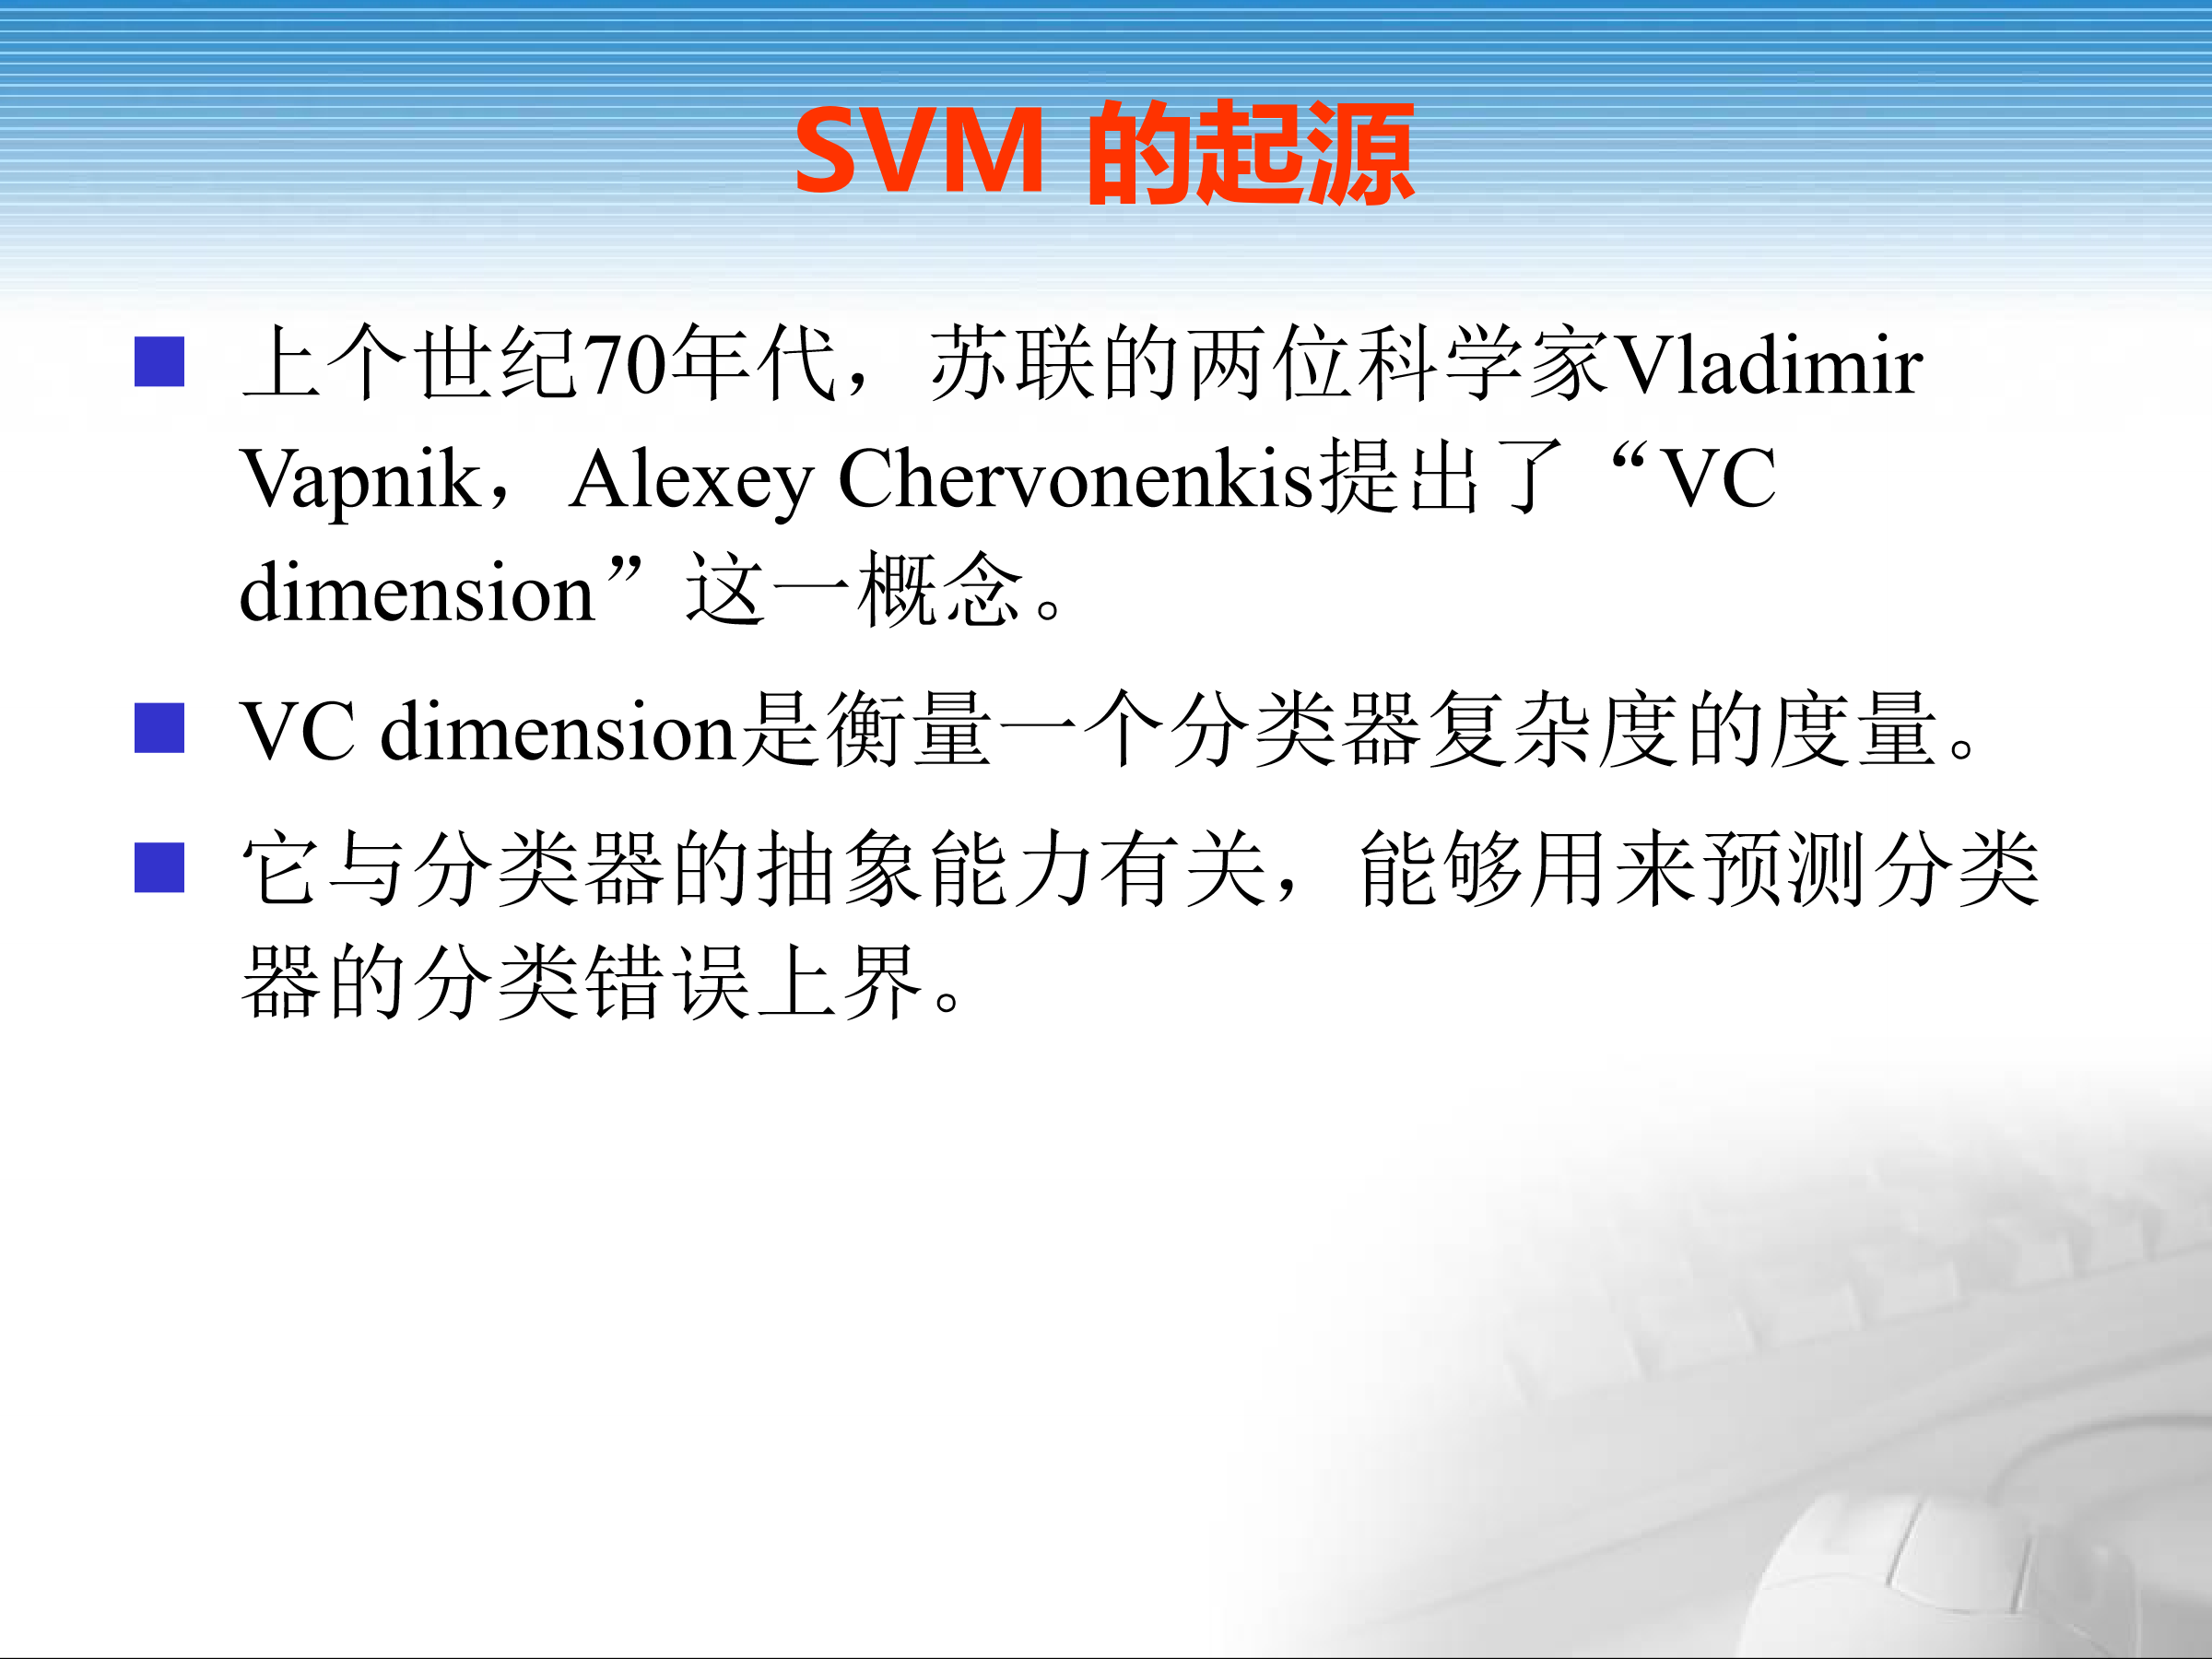 SVM 的起源
上个世纪70年代，苏联的两位科学家Vladimir
Vapnik，Alexey Chervonenkis提出了“VC
dimension”这一概念。
VC dimension是衡量一个分类器复杂度的度量。
它与分类器的抽象能力有关，能够用来预测分类
器的分类错误上界。